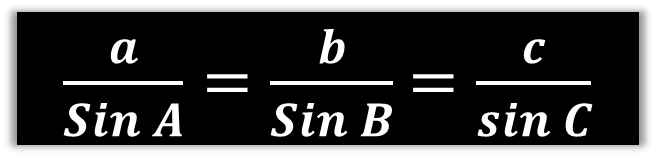 a/Sin A = b/Sin B = c/sin C